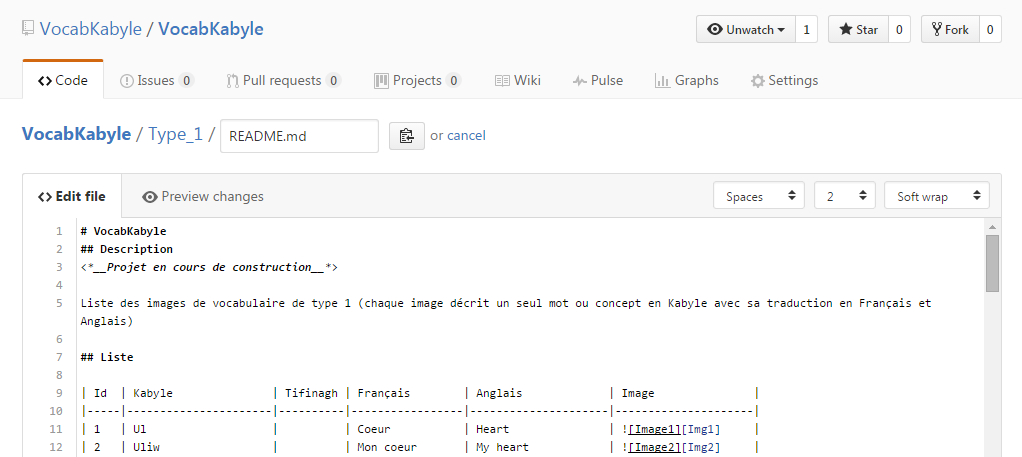 VocabKabyle / VocabKabyle
Unwatch 1 Star 0 Fork 0
Code Issues 0 Pull requests 0 Projects 0 Wiki Pulse Graphs Settings
VocabKabyle / Type_1 / README.md or cancel
Edit file Preview changes Spaces 2 Soft wrap
1 # VocabKabyle
2 ## Description
3 <*__Projet en cours de construction__*>
4
5 Liste des images de vocabulaire de type 1 (chaque image décrit un seul mot ou concept en Kabyle avec sa traduction en Français et
Anglais)
6
7 ## Liste
8
9 | Id | Kabyle | Tifinagh | Français | Anglais | Image |
10 |-----|----------------------|----------|-----------------|---------------------|---------------------|
11 | 1 | Ul | | Coeur | Heart | ![Image1][Img1] |
12 | 2 | Uliw | | Mon coeur | My heart | ![Image2][Img2] |